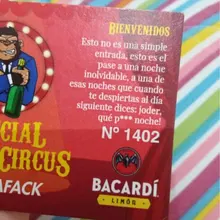 BIENVENIDOS
Esto no es una simple
entrada, esto es el
pase a una noche
inolvidable, a una de
esas noches que cuando
te despiertas al día
siguiente dices: joder,
qué p*** noche!
Nº 1402
CIAL
CIRCUS
AFACK
BACARDÍ
LIMÓN